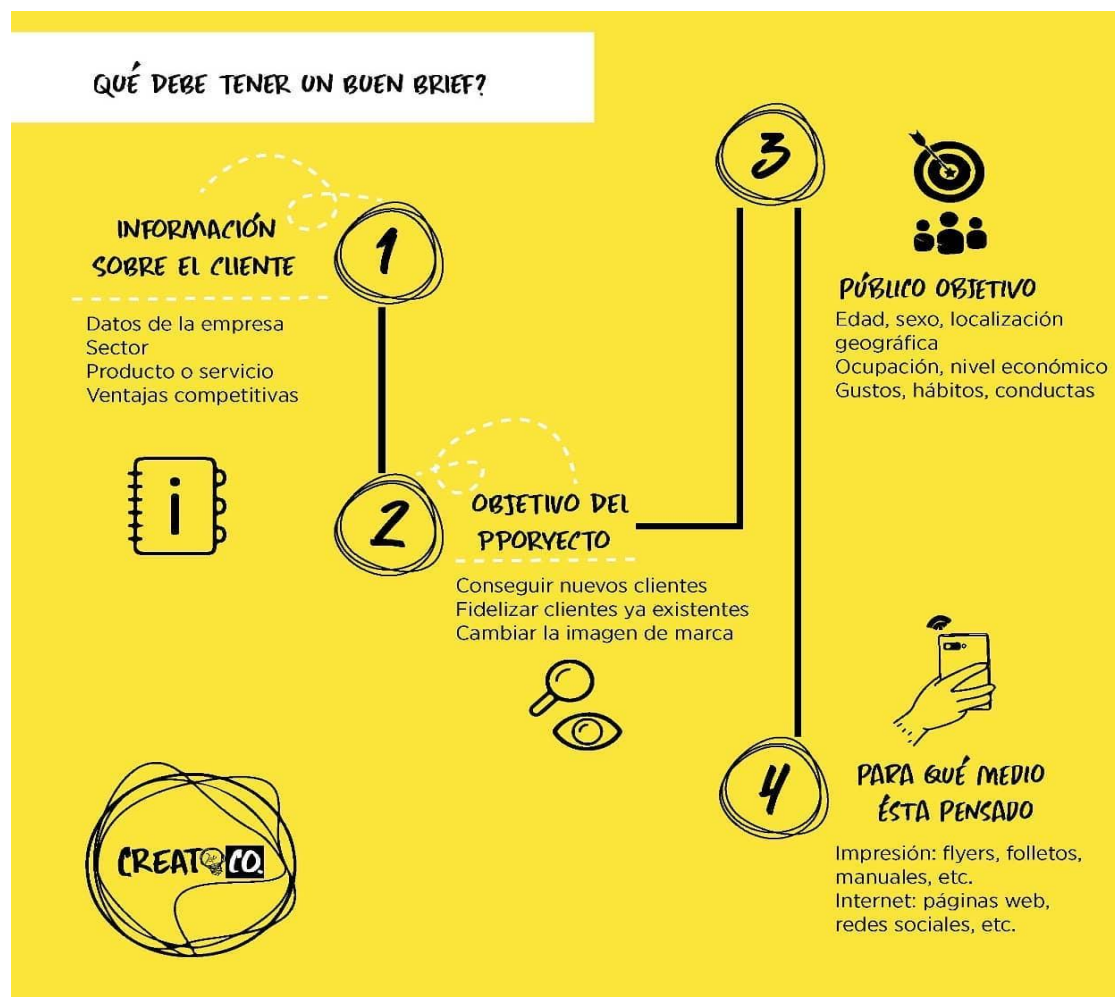 QUÉ DEBE TENER UN BUEN BRIEF?
1
INFORMACIÓN
SOBRE EL CLIENTE
Datos de la empresa
Sector
Producto o servicio
Ventajas competitivas
i
2
OBJETIVO DEL
PPORYECTO
Conseguir nuevos clientes
Fidelizar clientes ya existentes
Cambiar la imagen de marca
3
PÚBLICO OBJETIVO
Edad, sexo, localización
geográfica
Ocupación, nivel económico
Gustos, hábitos, conductas
4
PARA QUÉ MEDIO
ÉSTA PENSADO
Impresión: flyers, folletos,
manuales, etc.
Internet: páginas web,
redes sociales, etc.
CREATO CO.